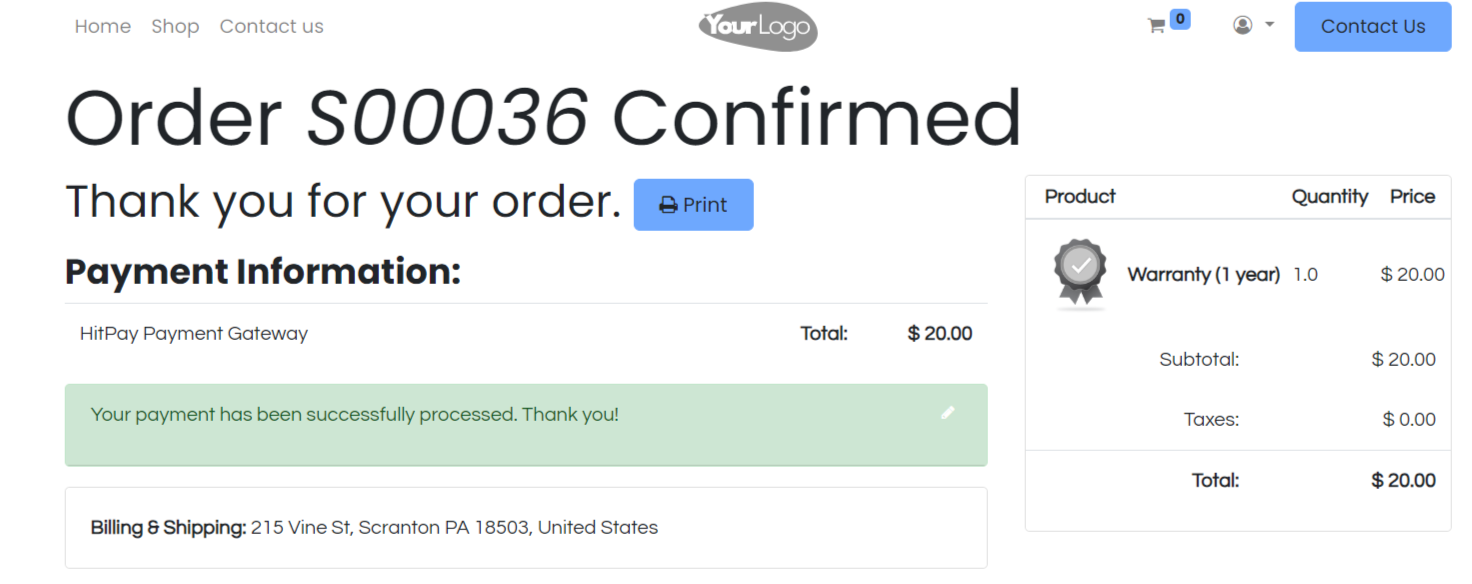 Home Shop Contact us
YourLogo
0
Contact Us
Order S00036 Confirmed
Thank you for your order.
Print
Payment Information:
HitPay Payment Gateway Total: $ 20.00
Your payment has been successfully processed. Thank you!
Billing & Shipping: 215 Vine St, Scranton PA 18503, United States
Product Quantity Price
Warranty (1 year) 1.0 $ 20.00
Subtotal: $ 20.00
Taxes: $ 0.00
Total: $ 20.00